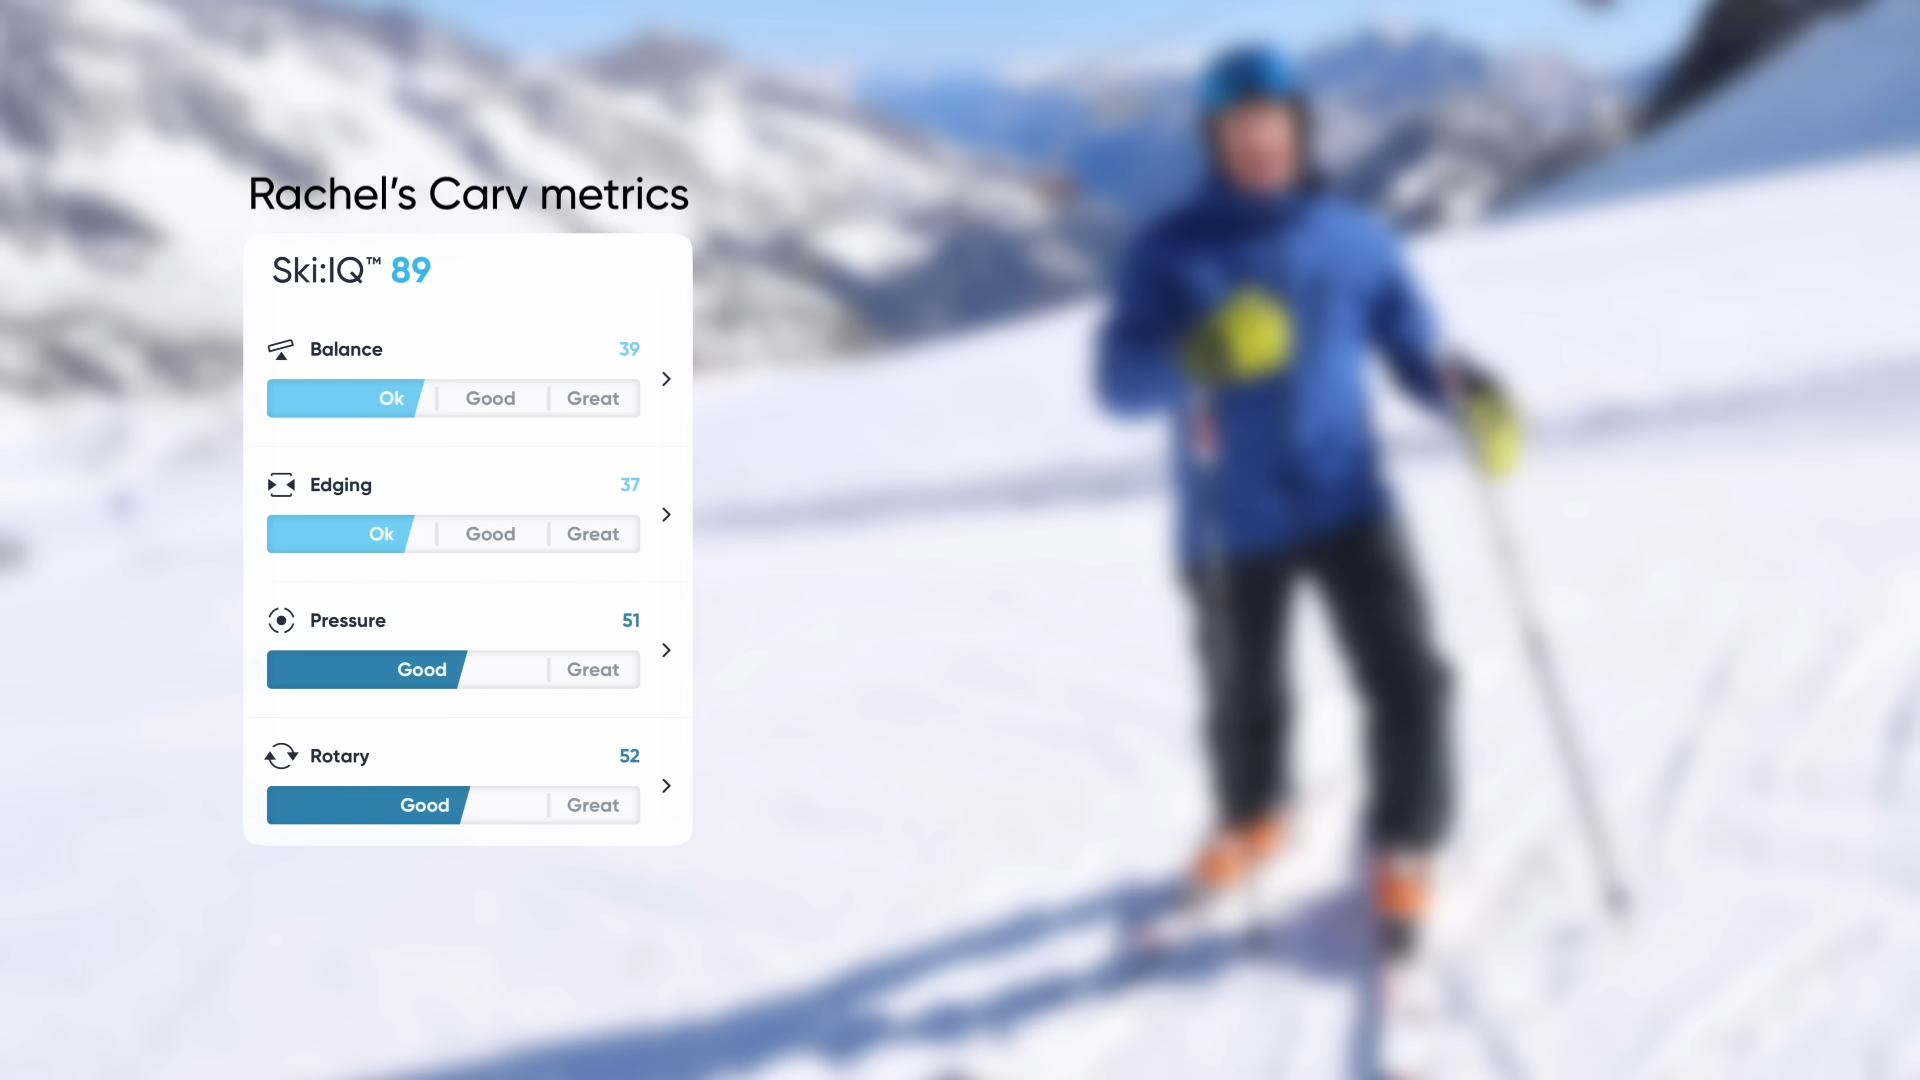 Rachel's Carv metrics
Ski:IQ™ 89
Balance 39
Ok Good Great
Edging 37
Ok Good Great
Pressure 51
Good Great
Rotary 52
Good Great